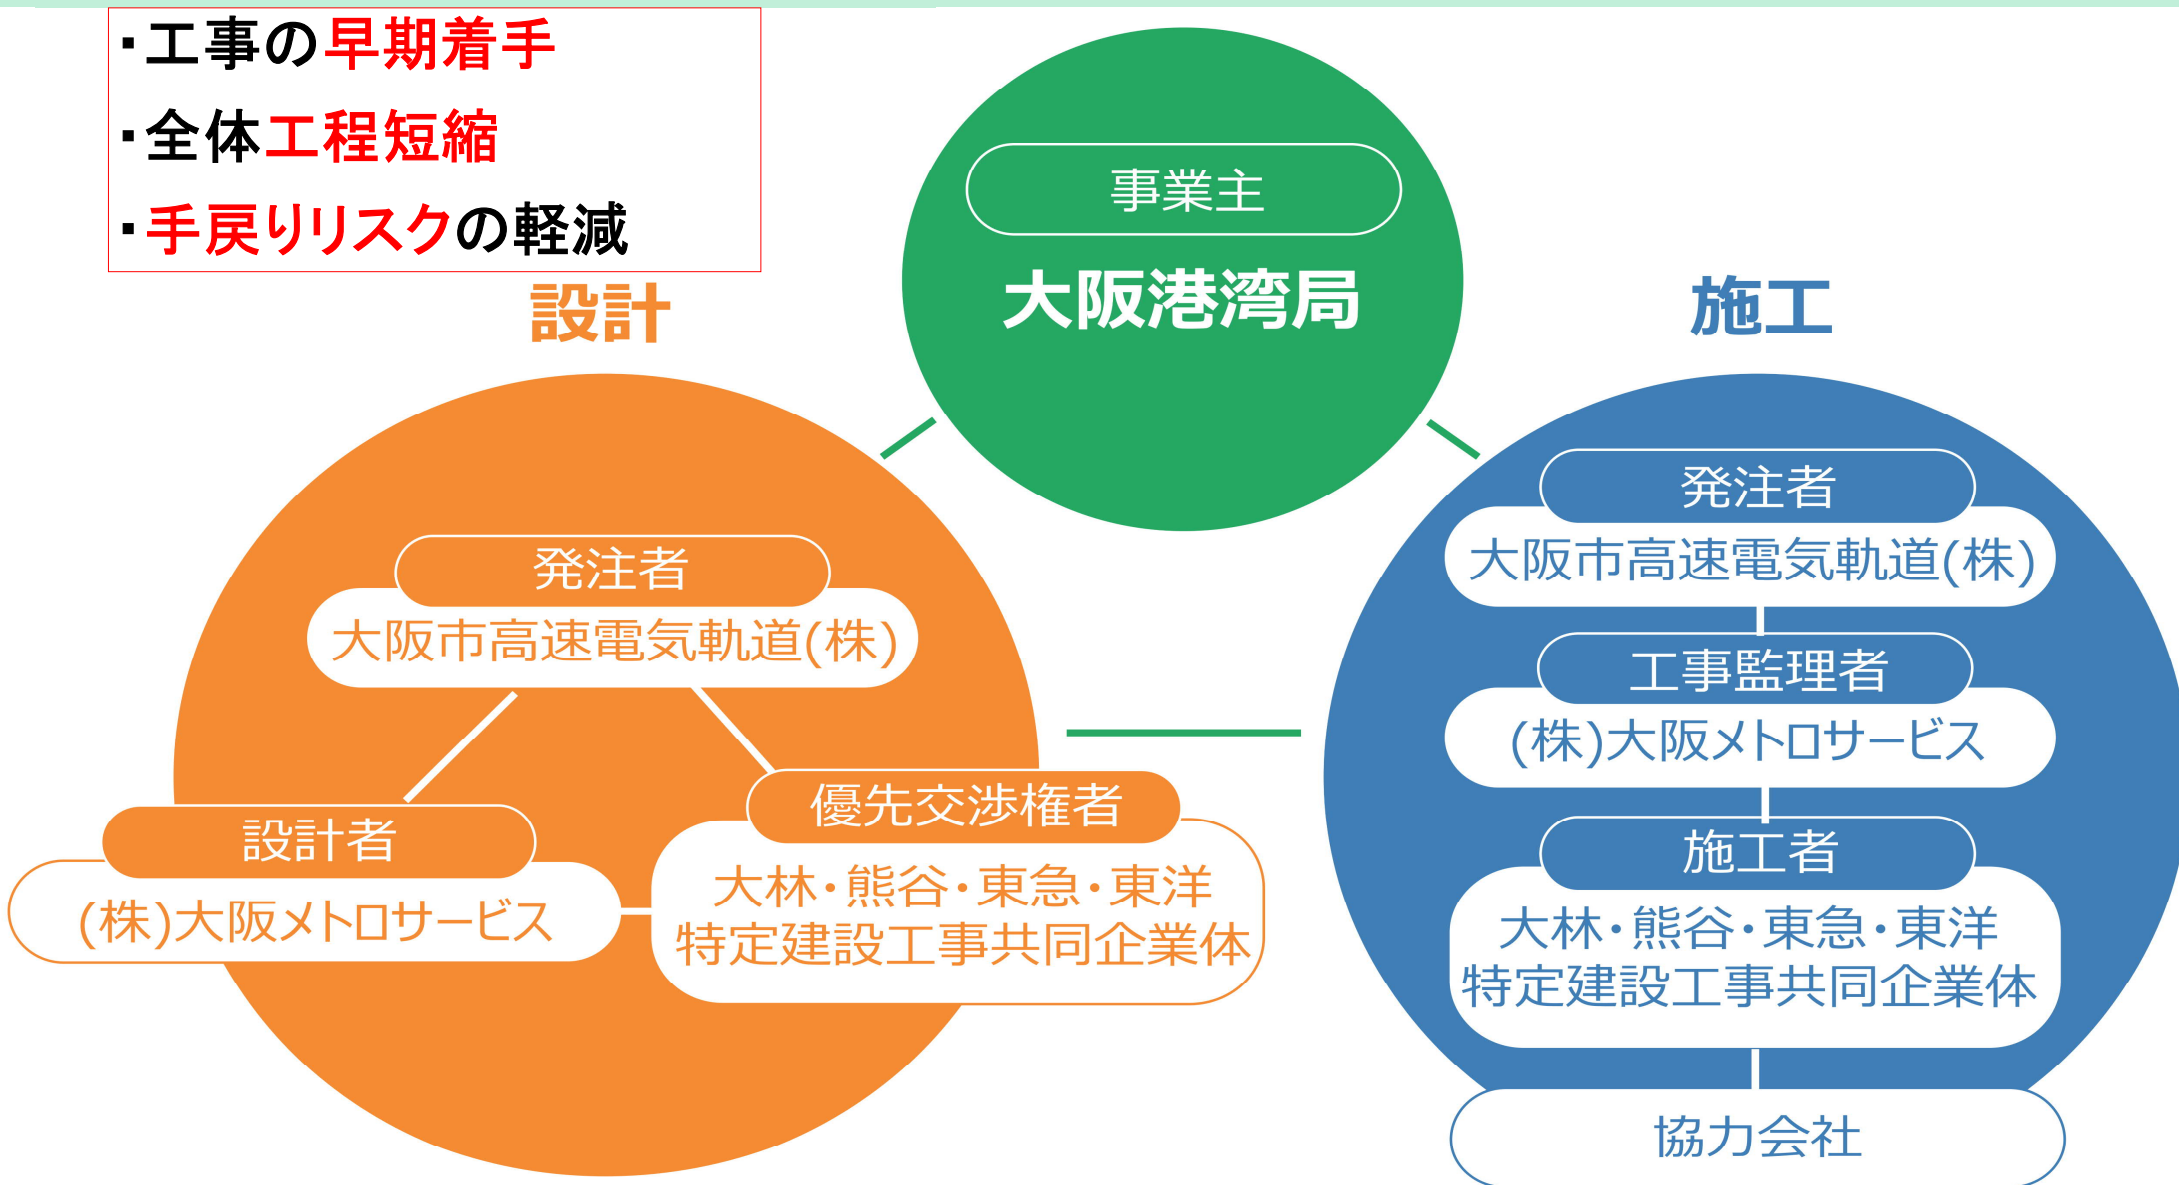 ・工事の早期着手
・全体工程短縮
・手戻りリスクの軽減
事業主
大阪港湾局
設計
発注者
大阪市高速電気軌道(株)
設計者
(株)大阪メトロサービス
優先交渉権者
大林・熊谷・東急・東洋
特定建設工事共同企業体
施工
発注者
大阪市高速電気軌道(株)
工事監理者
(株)大阪メトロサービス
施工者
大林・熊谷・東急・東洋
特定建設工事共同企業体
協力会社